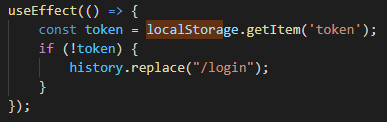 useEffect(() => {
    const token = localStorage.getItem('token');
    if (!token) {
        history.replace("/login");
    }
});